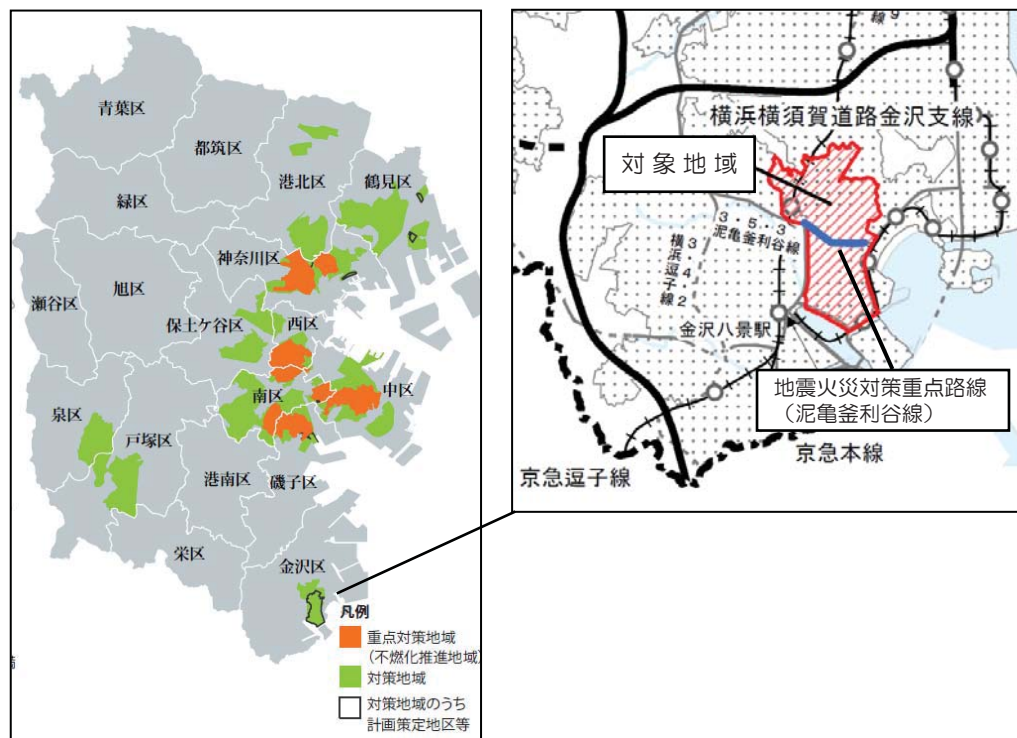 青葉区
都筑区
港北区
鶴見区
緑区
神奈川区
旭区
瀬谷区
保土ケ谷区
西区
中区
南区
泉区
戸塚区
港南区
磯子区
栄区
金沢区
凡例
重点対策地域
(不燃化推進地域)
対策地域
対策地域のうち
計画策定地区等
横浜横須賀道路金沢支線
対象地域
3・5・3
泥亀釜利谷線
3・4・2
横浜逗子線
金沢八景駅
地震火災対策重点路線
（泥亀釜利谷線）
京急本線
京急逗子線